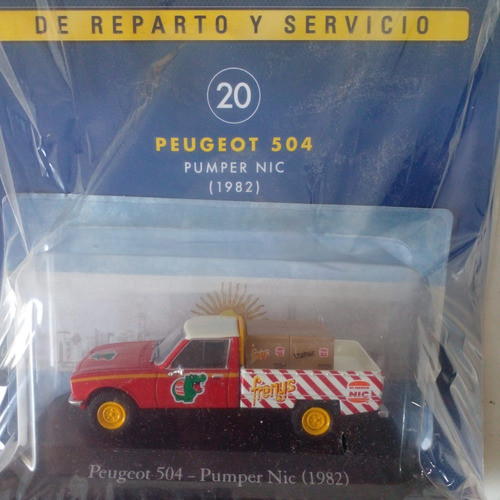 DE REPARTO Y SERVICIO
20
PEUGEOT 504
PUMPER NIC
(1982)
frenys
NIC
Peugeot 504 - Pumper Nic (1982)